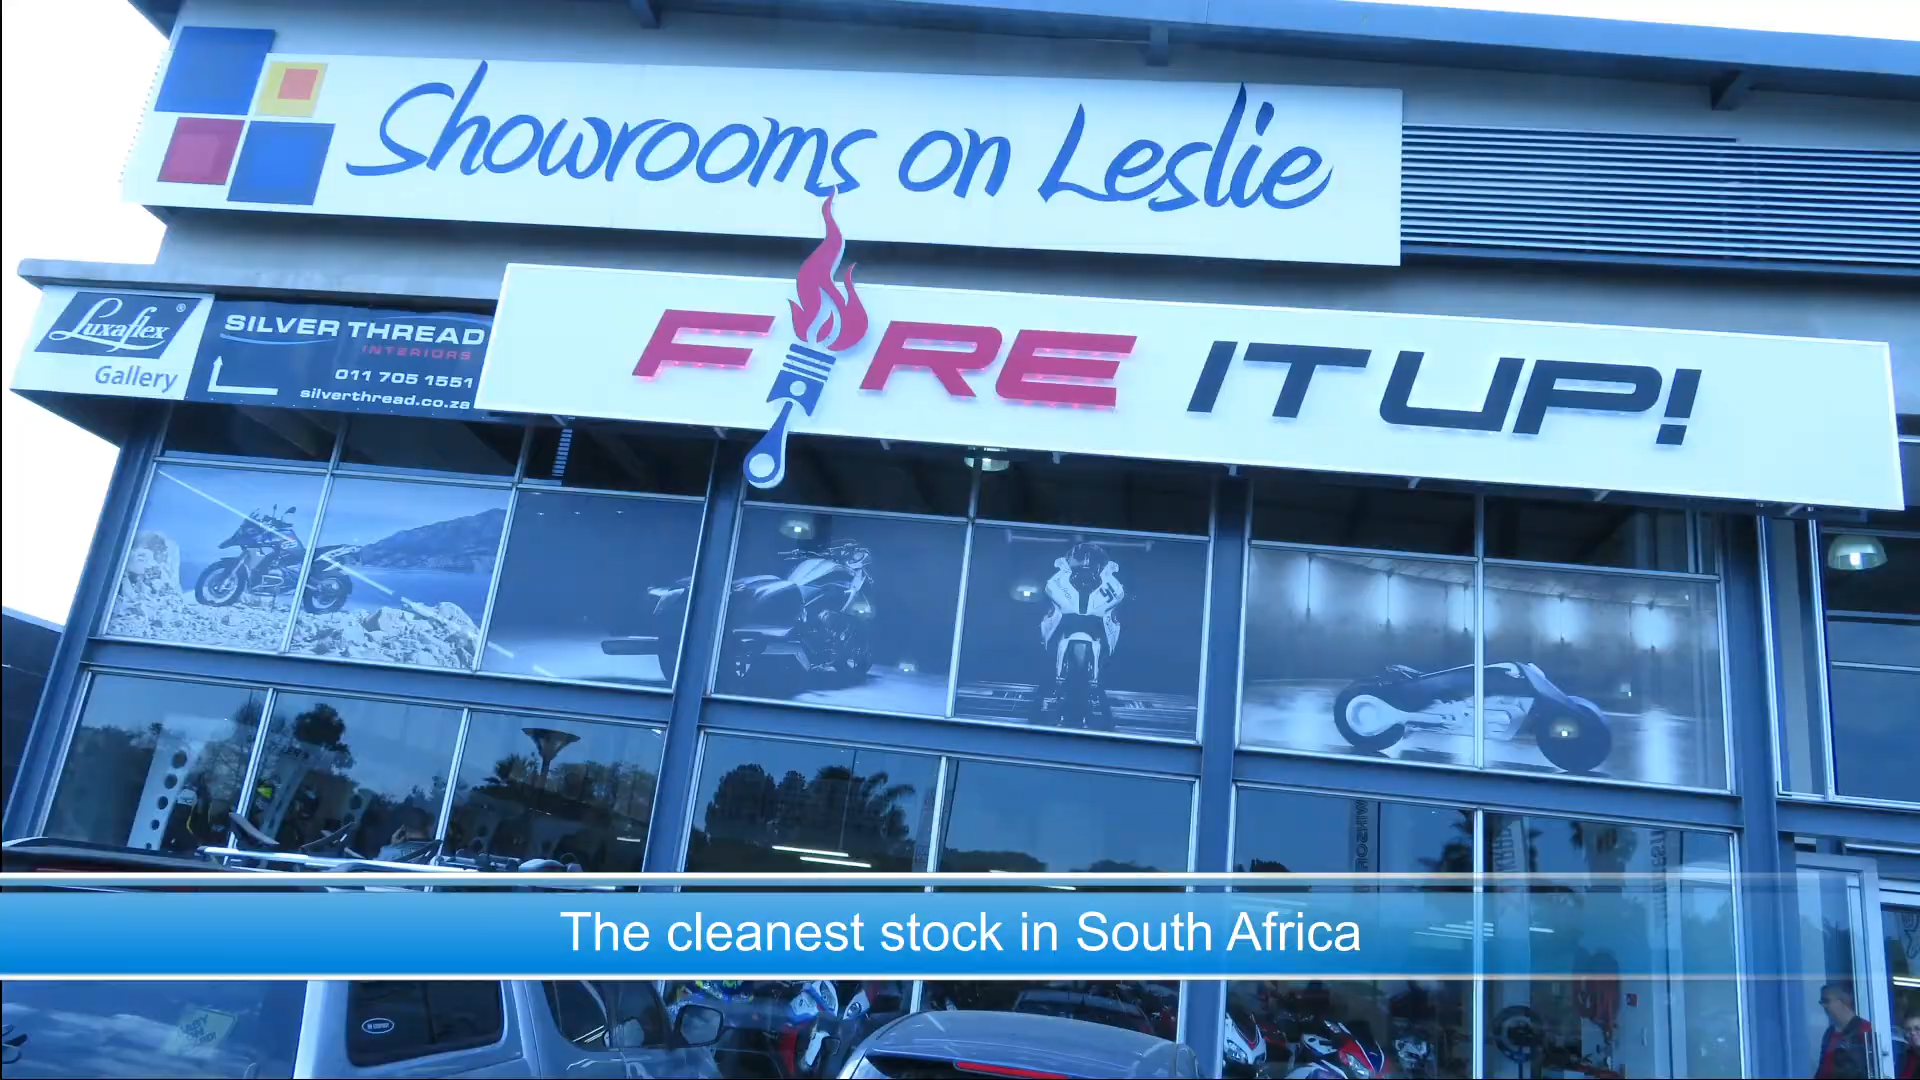 Showrooms on Leslie
FIRE IT UP!
Luxaflex®
Gallery
SILVER THREAD
INTERIORS
011 705 1551
silverthread.co.za
The cleanest stock in South Africa